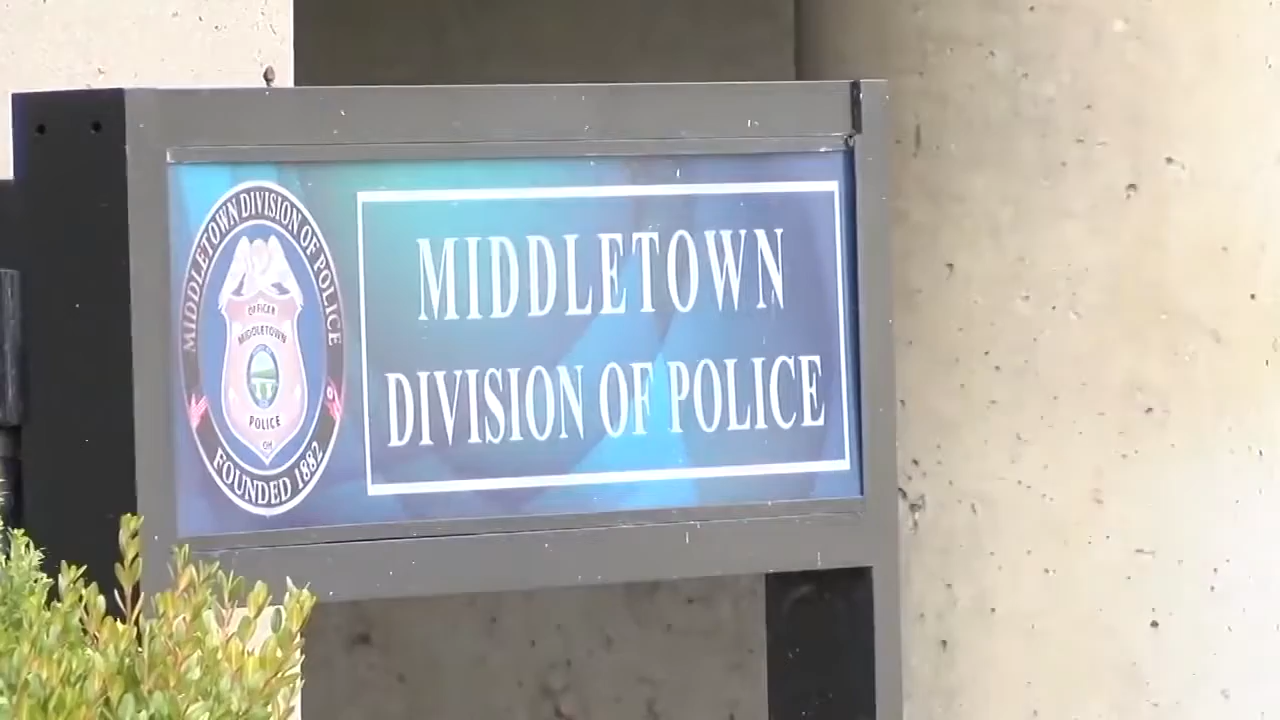 MIDDLETOWN DIVISION OF POLICE
OFFICER
MIDDLETOWN
POLICE
OH
FOUNDED 1882
MIDDLETOWN
DIVISION OF POLICE